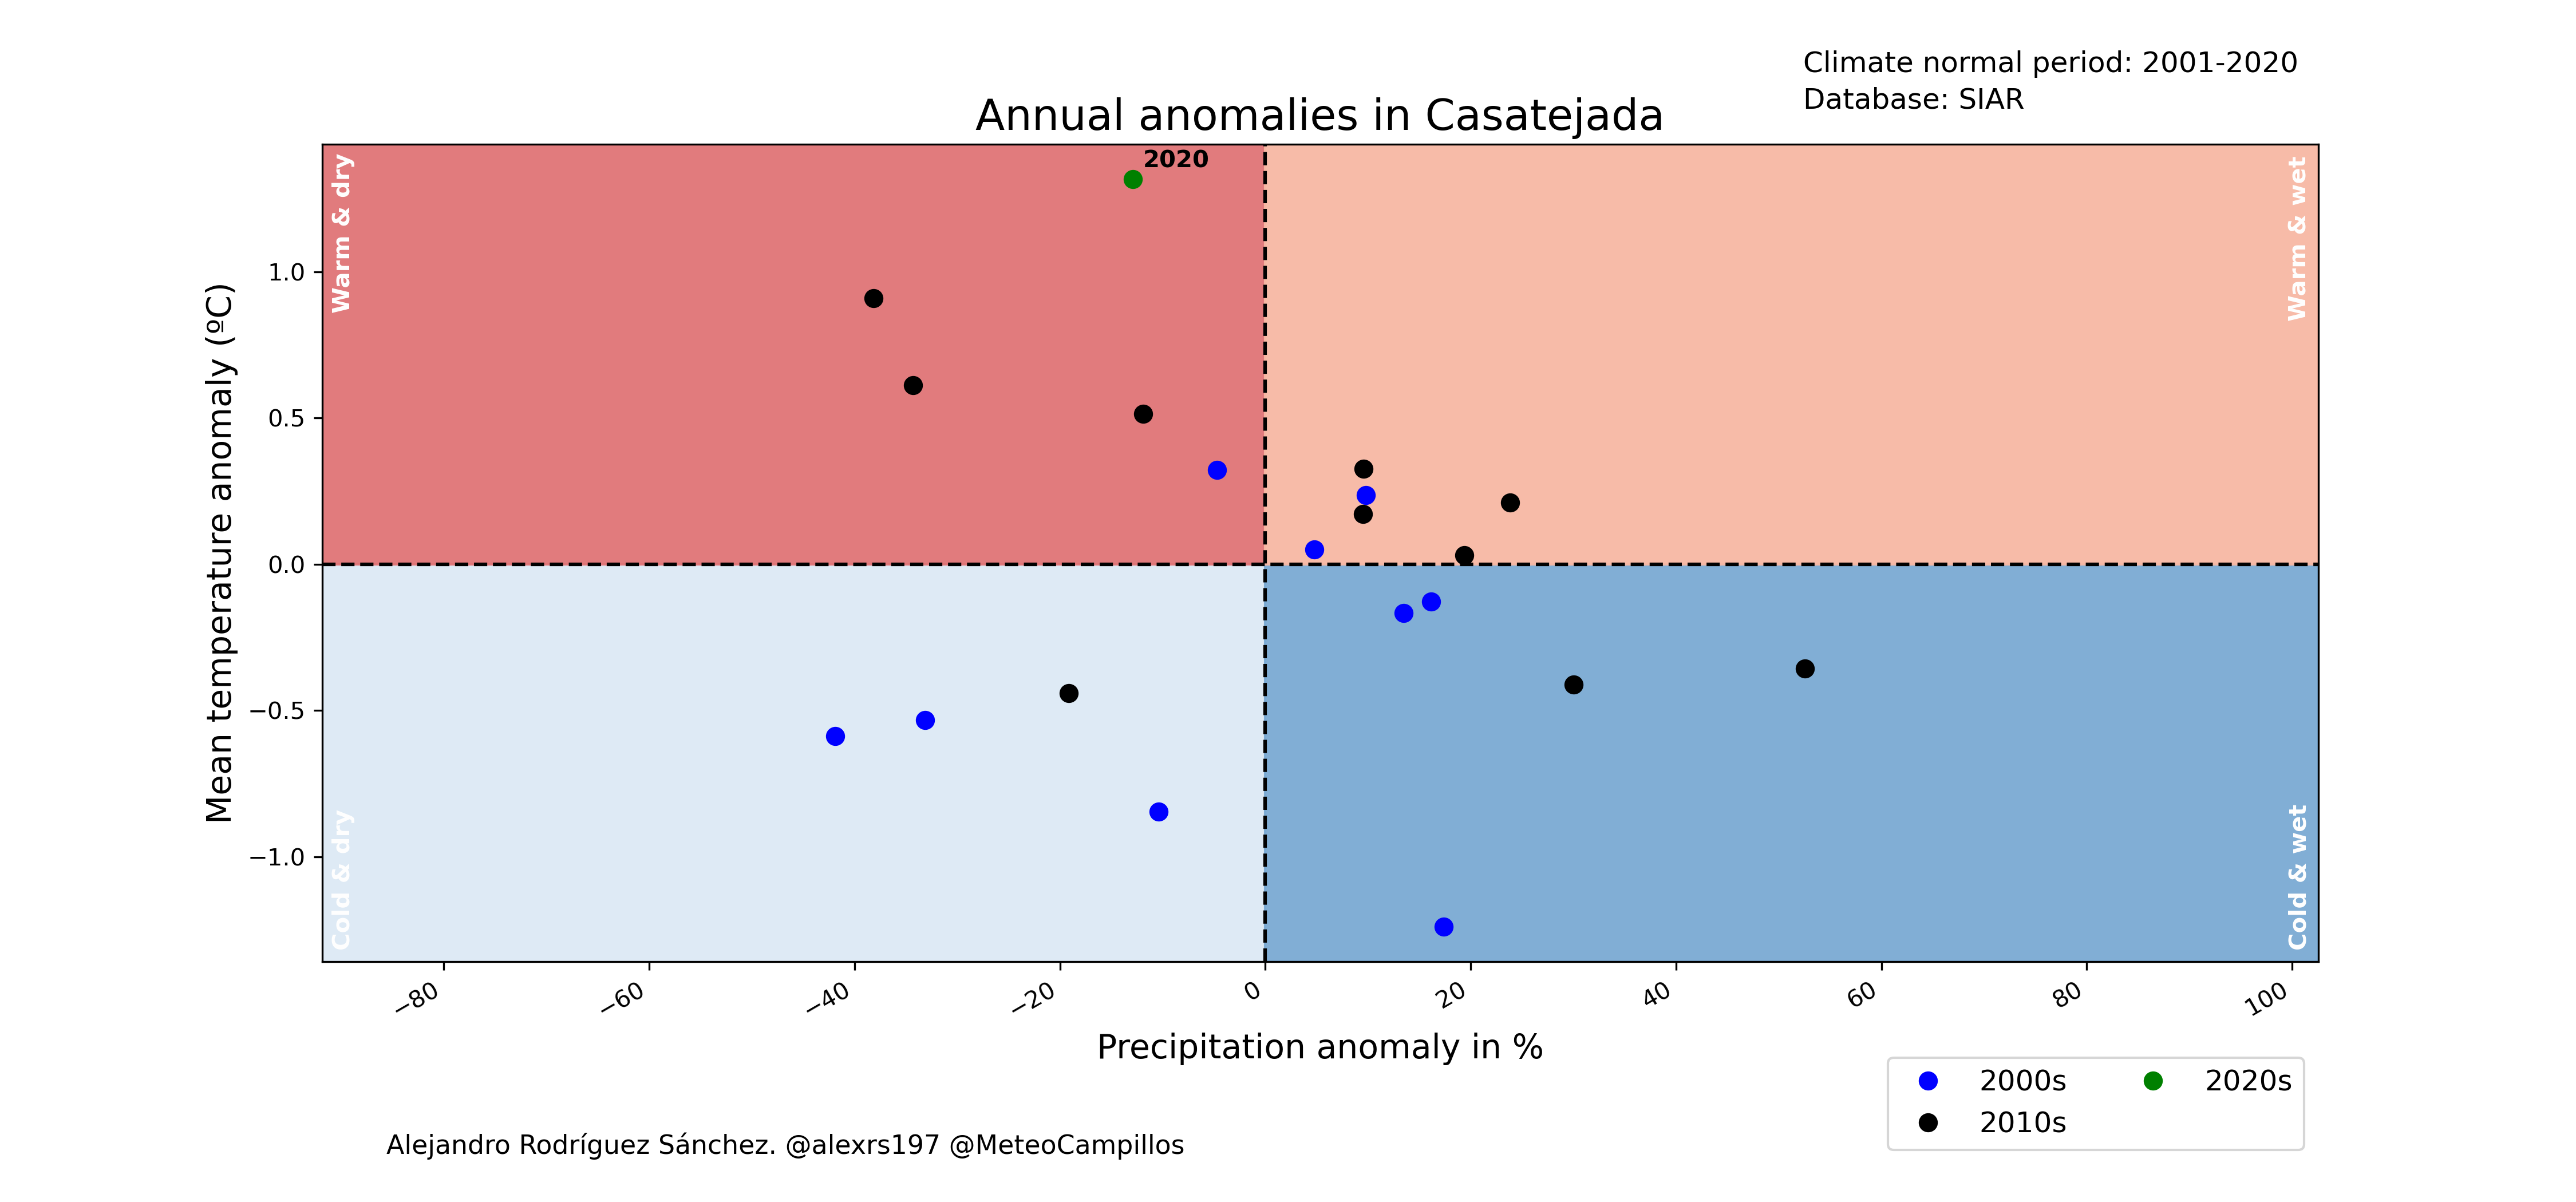 Climate normal period: 2001-2020
Database: SIAR
Annual anomalies in Casatejada
2020
Warm & dry
Warm & wet
Cold & dry
Cold & wet
Mean temperature anomaly (ºC)
1.0
0.5
0.0
−0.5
−1.0
−80
−60
−40
−20
0
20
40
60
80
100
Precipitation anomaly in %
2000s
2010s
2020s
Alejandro Rodríguez Sánchez. @alexrs197 @MeteoCampillos